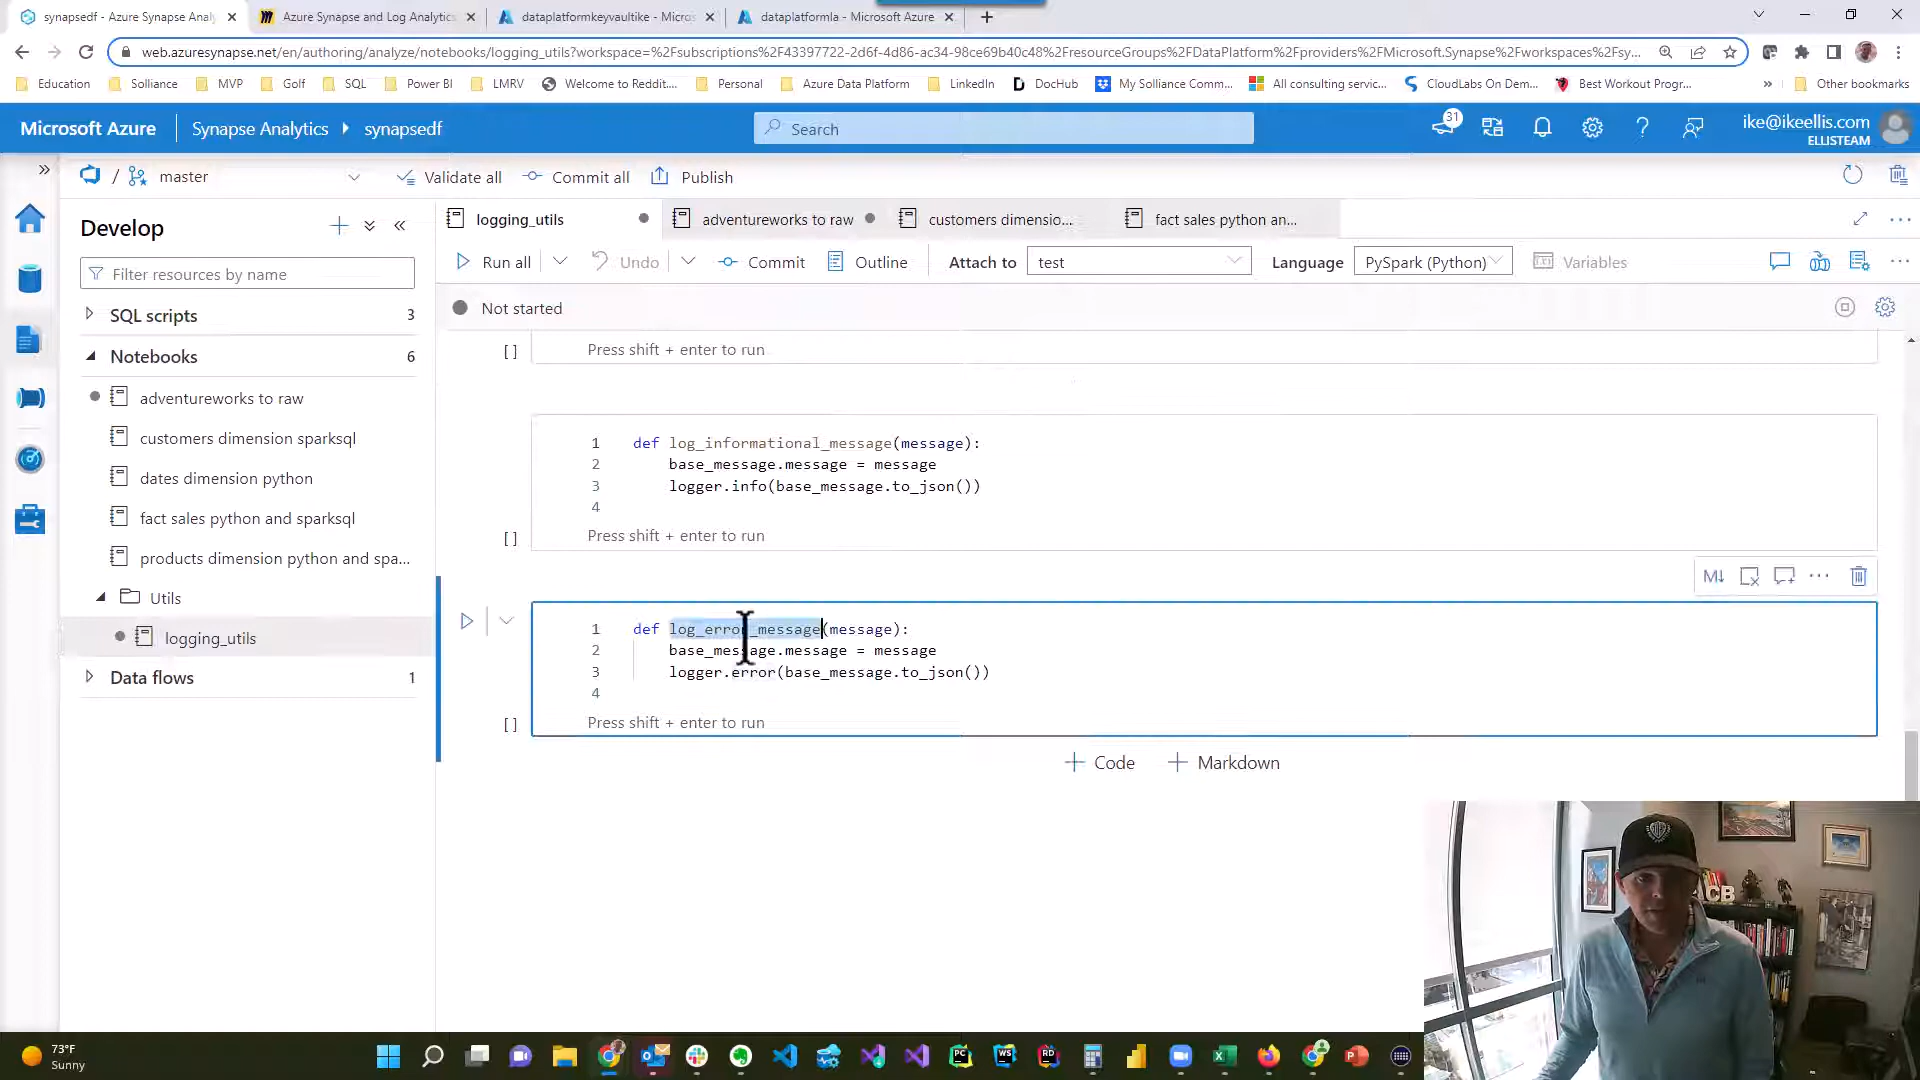 synapsedf - Azure Synapse Analy
Azure Synapse and Log Analytics
dataplatformkeyvaultike - Micros
dataplatformla - Microsoft Azure
web.azuresynapse.net/en/authoring/analyze/notebooks/logging_utils?workspace=%2Fsubscriptions%2F43397722-2d6f-4d86-ac34-98ce69b40c48%2FresourceGroups%2FDataPlatform%2Fproviders%2FMicrosoft.Synapse%2Fworkspaces%2Fsy...
Education
Solliance
MVP
Golf
SQL
Power BI
LMRV
Welcome to Reddit....
Personal
Azure Data Platform
LinkedIn
DocHub
My Solliance Comm...
All consulting servic...
CloudLabs On Dem...
Best Workout Progr...
Other bookmarks
Microsoft Azure
Synapse Analytics
synapsedf
Search
31
ike@ikeellis.com
ELLISTEAM
/ master
Validate all
Commit all
Publish
Develop
logging_utils
adventureworks to raw
customers dimensio...
fact sales python an...
Filter resources by name
Run all
Undo
Commit
Outline
Attach to
test
Language
PySpark (Python)
Variables
Not started
SQL scripts 3
Notebooks 6
adventureworks to raw
customers dimension sparksql
dates dimension python
fact sales python and sparksql
products dimension python and spa...
Utils
logging_utils
Data flows 1
[ ] Press shift + enter to run
1 def log_informational_message(message):
2 base_message.message = message
3 logger.info(base_message.to_json())
4
[ ] Press shift + enter to run
M↓
1 def log_error_message(message):
2 base_message.message = message
3 logger.error(base_message.to_json())
4
[ ] Press shift + enter to run
+ Code + Markdown
ACB
73°F
Sunny
PC
WS
RD